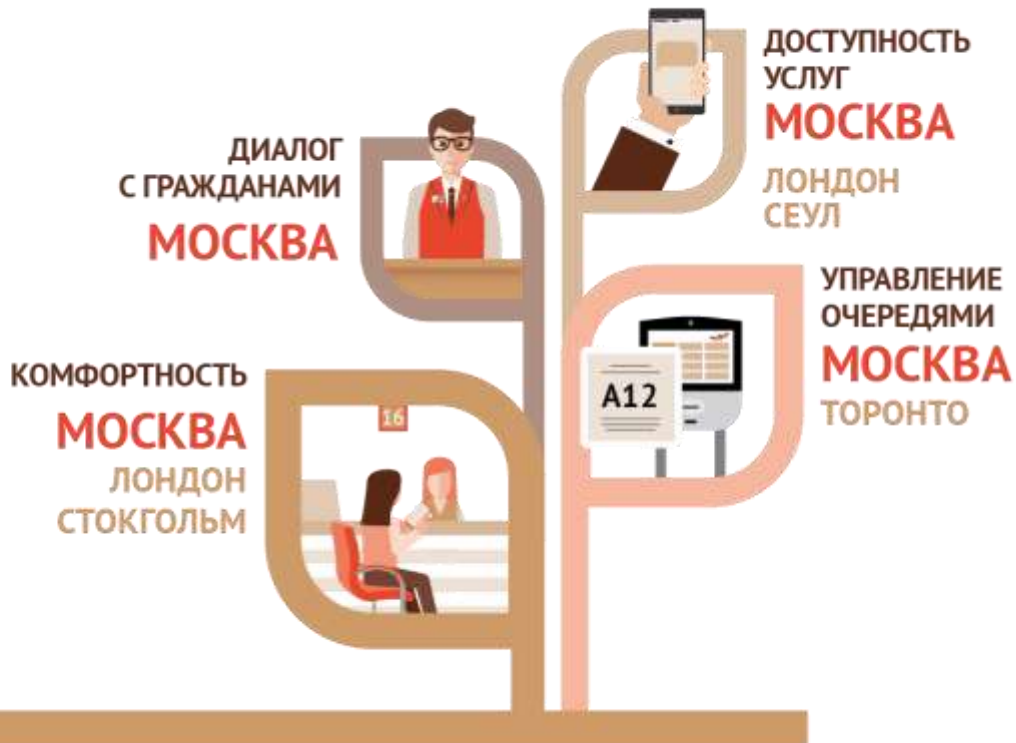 ДОСТУПНОСТЬ
УСЛУГ
МОСКВА
ЛОНДОН
СЕУЛ
ДИАЛОГ
С ГРАЖДАНАМИ
МОСКВА
УПРАВЛЕНИЕ
ОЧЕРЕДЯМИ
МОСКВА
ТОРОНТО
A12
КОМФОРТНОСТЬ
МОСКВА
ЛОНДОН
СТОКГОЛЬМ
16